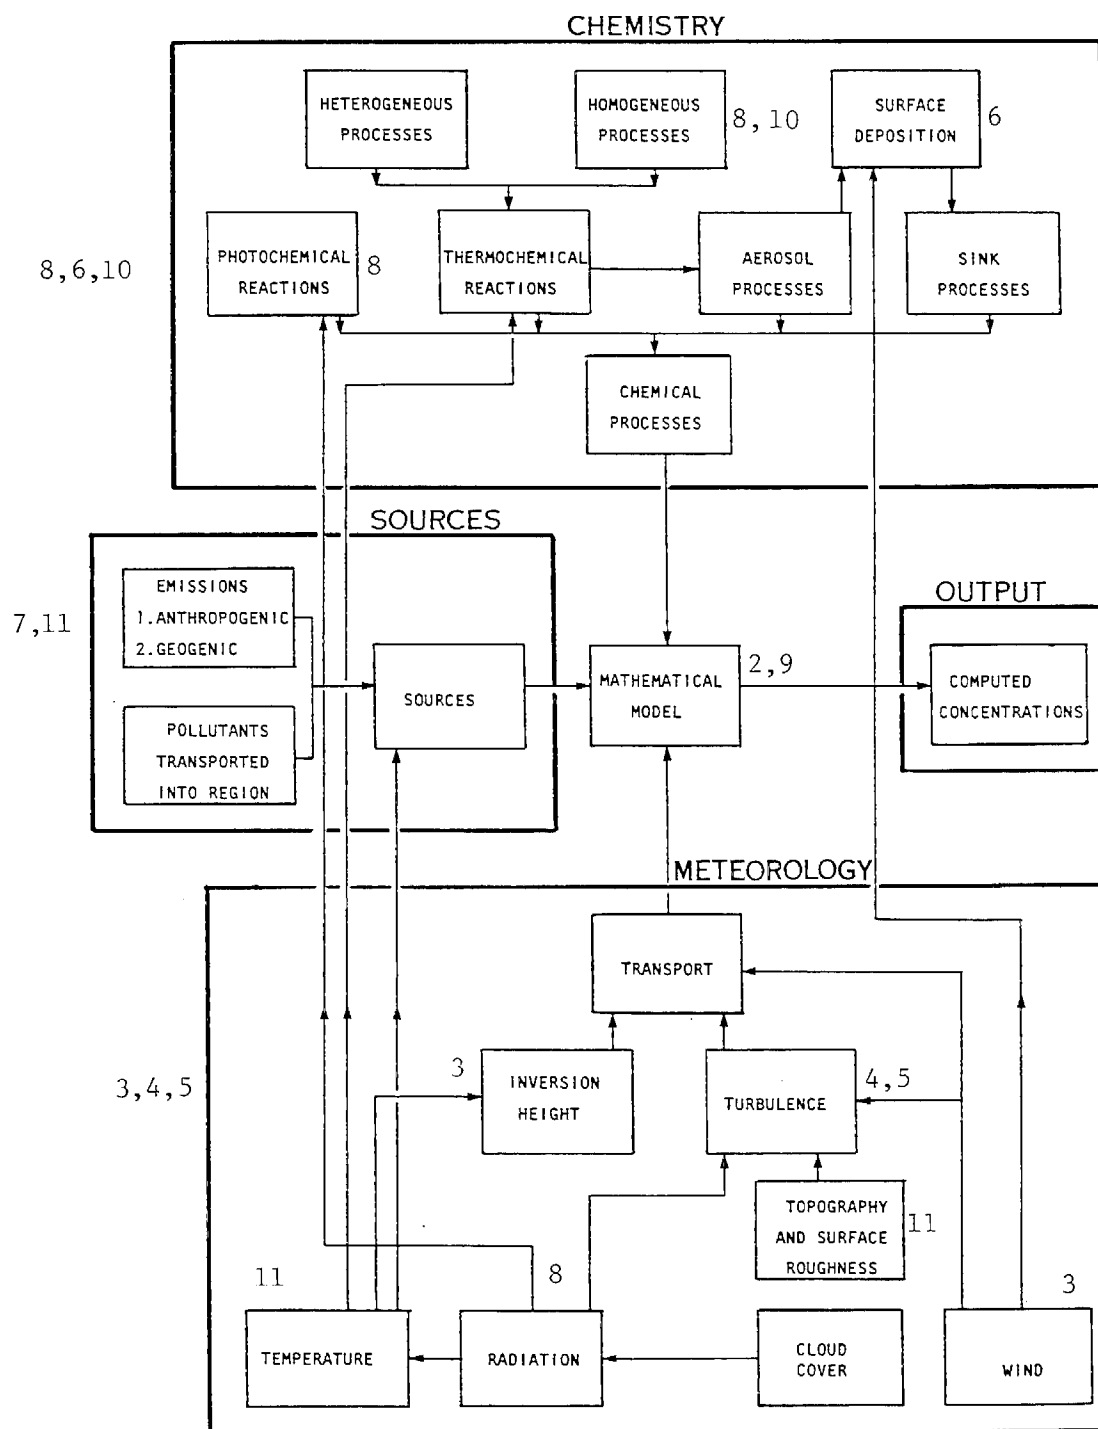 CHEMISTRY
HETEROGENEOUS
PROCESSES
HOMOGENEOUS
PROCESSES
8, 10
SURFACE
DEPOSITION
6
8,6,10
PHOTOCHEMICAL
REACTIONS
8
THERMOCHEMICAL
REACTIONS
AEROSOL
PROCESSES
SINK
PROCESSES
CHEMICAL
PROCESSES
SOURCES
7,11
EMISSIONS
1.ANTHROPOGENIC
2.GEOGENIC
POLLUTANTS
TRANSPORTED
INTO REGION
SOURCES
MATHEMATICAL
MODEL
2,9
OUTPUT
COMPUTED
CONCENTRATIONS
METEOROLOGY
TRANSPORT
3,4,5
3
INVERSION
HEIGHT
TURBULENCE
4,5
TOPOGRAPHY
AND SURFACE
ROUGHNESS
11
11
TEMPERATURE
8
RADIATION
CLOUD
COVER
3
WIND